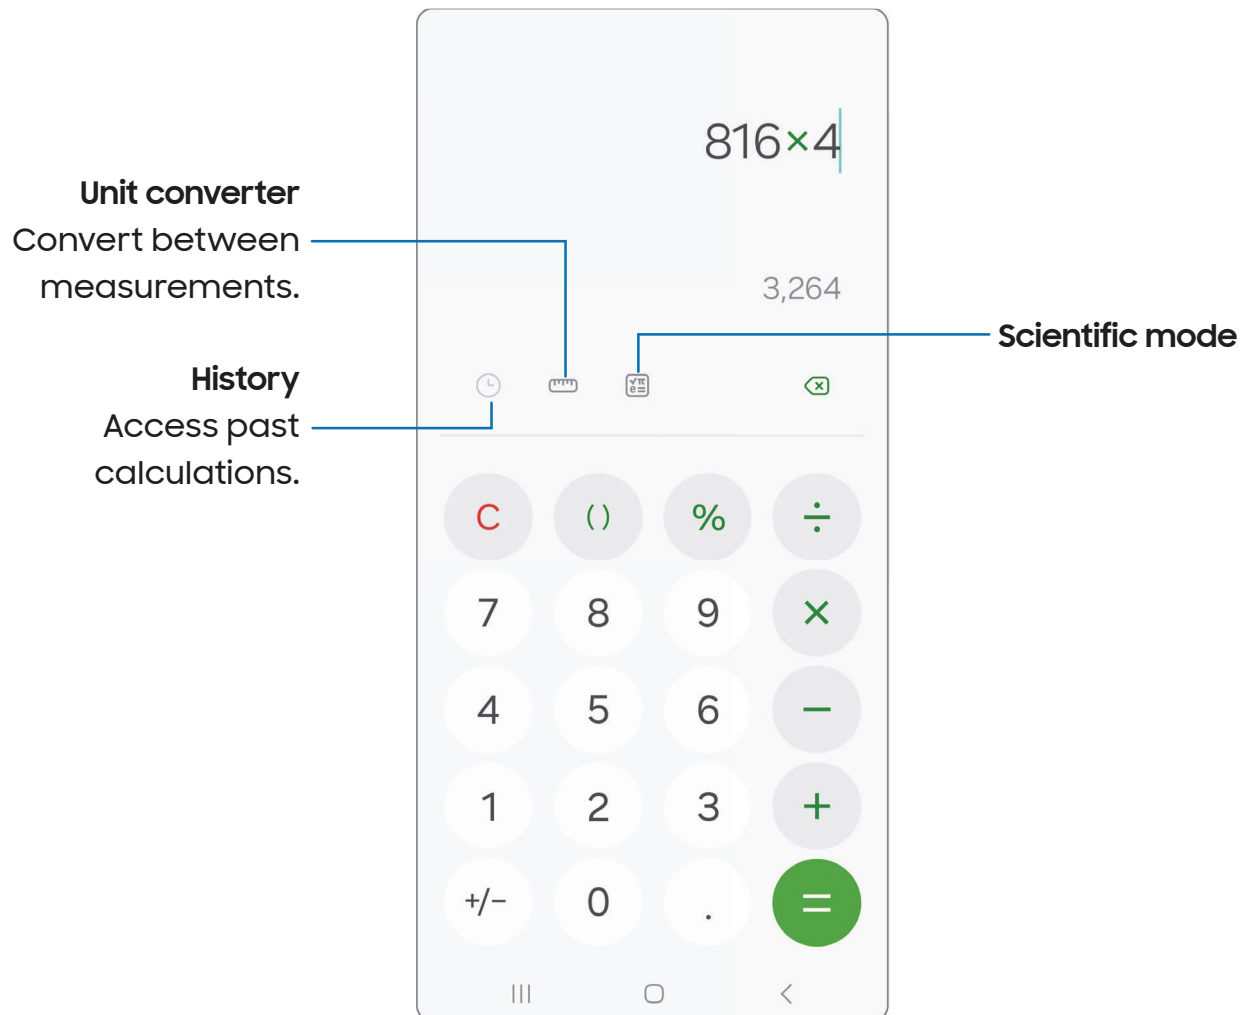 816×4
Unit converter
Convert between
measurements.
3,264
Scientific mode
History
Access past
calculations.
√π
e=
C
( )
%
÷
7
8
9
×
4
5
6
−
1
2
3
+
+/−
0
.
=